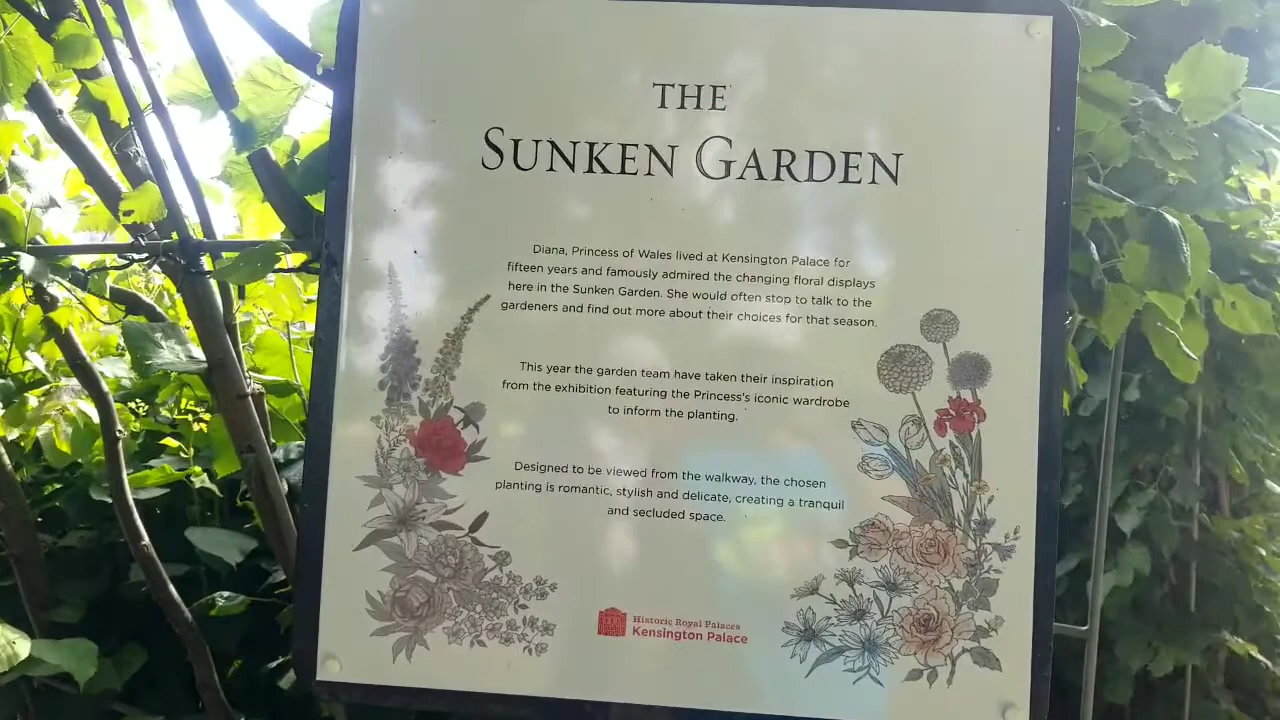 THE
SUNKEN GARDEN
Diana, Princess of Wales lived at Kensington Palace for
fifteen years and famously admired the changing floral displays
here in the Sunken Garden. She would often stop to talk to the
gardeners and find out more about their choices for that season.
This year the garden team have taken their inspiration
from the exhibition featuring the Princess's iconic wardrobe
to inform the planting.
Designed to be viewed from the walkway, the chosen
planting is romantic, stylish and delicate, creating a tranquil
and secluded space.
Historic Royal Palaces
Kensington Palace